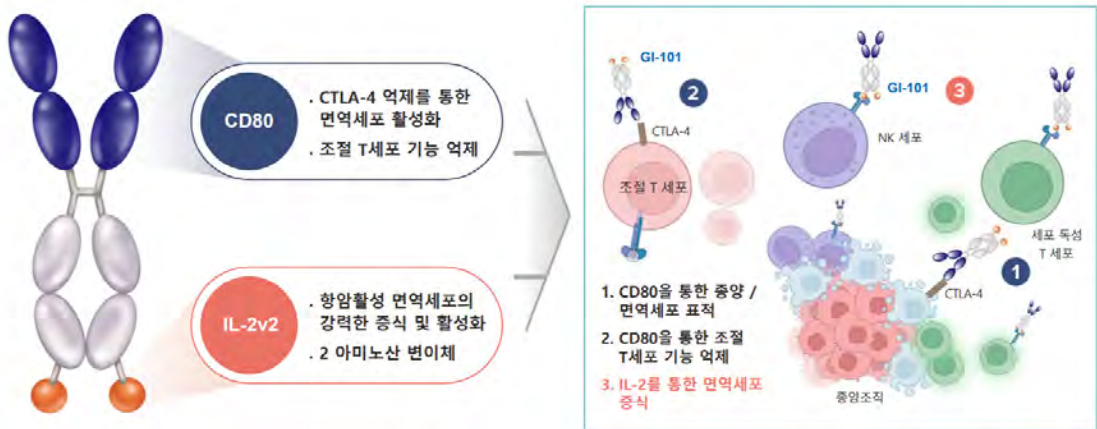 CD80
. CTLA-4 억제를 통한
면역세포 활성화
. 조절 T세포 기능 억제
IL-2v2
. 항암활성 면역세포의
강력한 증식 및 활성화
. 2 아미노산 변이체
GI-101
2
CTLA-4
조절 T 세포
GI-101
3
NK 세포
세포 독성
T 세포
1
CTLA-4
1. CD80을 통한 종양 /
면역세포 표적
2. CD80을 통한 조절
T세포 기능 억제
3. IL-2를 통한 면역세포
증식
종양조직